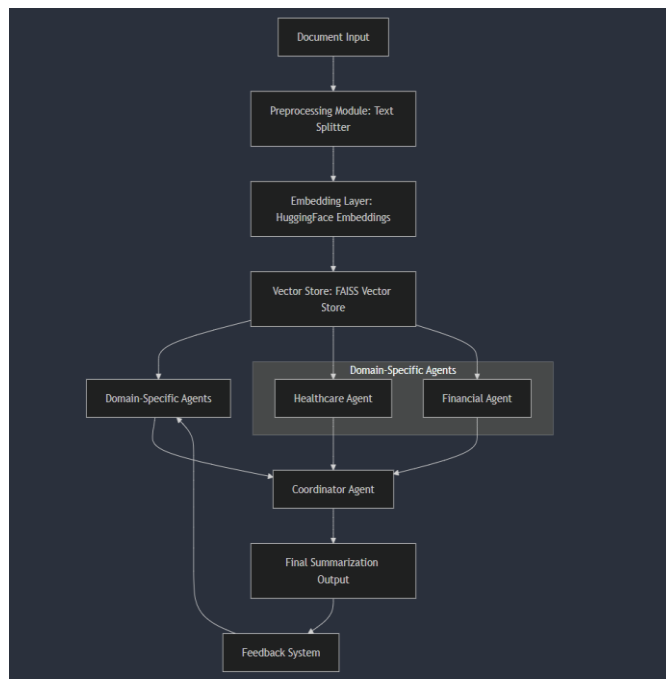 Document Input
Preprocessing Module: Text
Splitter
Embedding Layer:
HuggingFace Embeddings
Vector Store: FAISS Vector
Store
Domain-Specific Agents
Domain-Specific Agents
Healthcare Agent
Financial Agent
Coordinator Agent
Final Summarization
Output
Feedback System